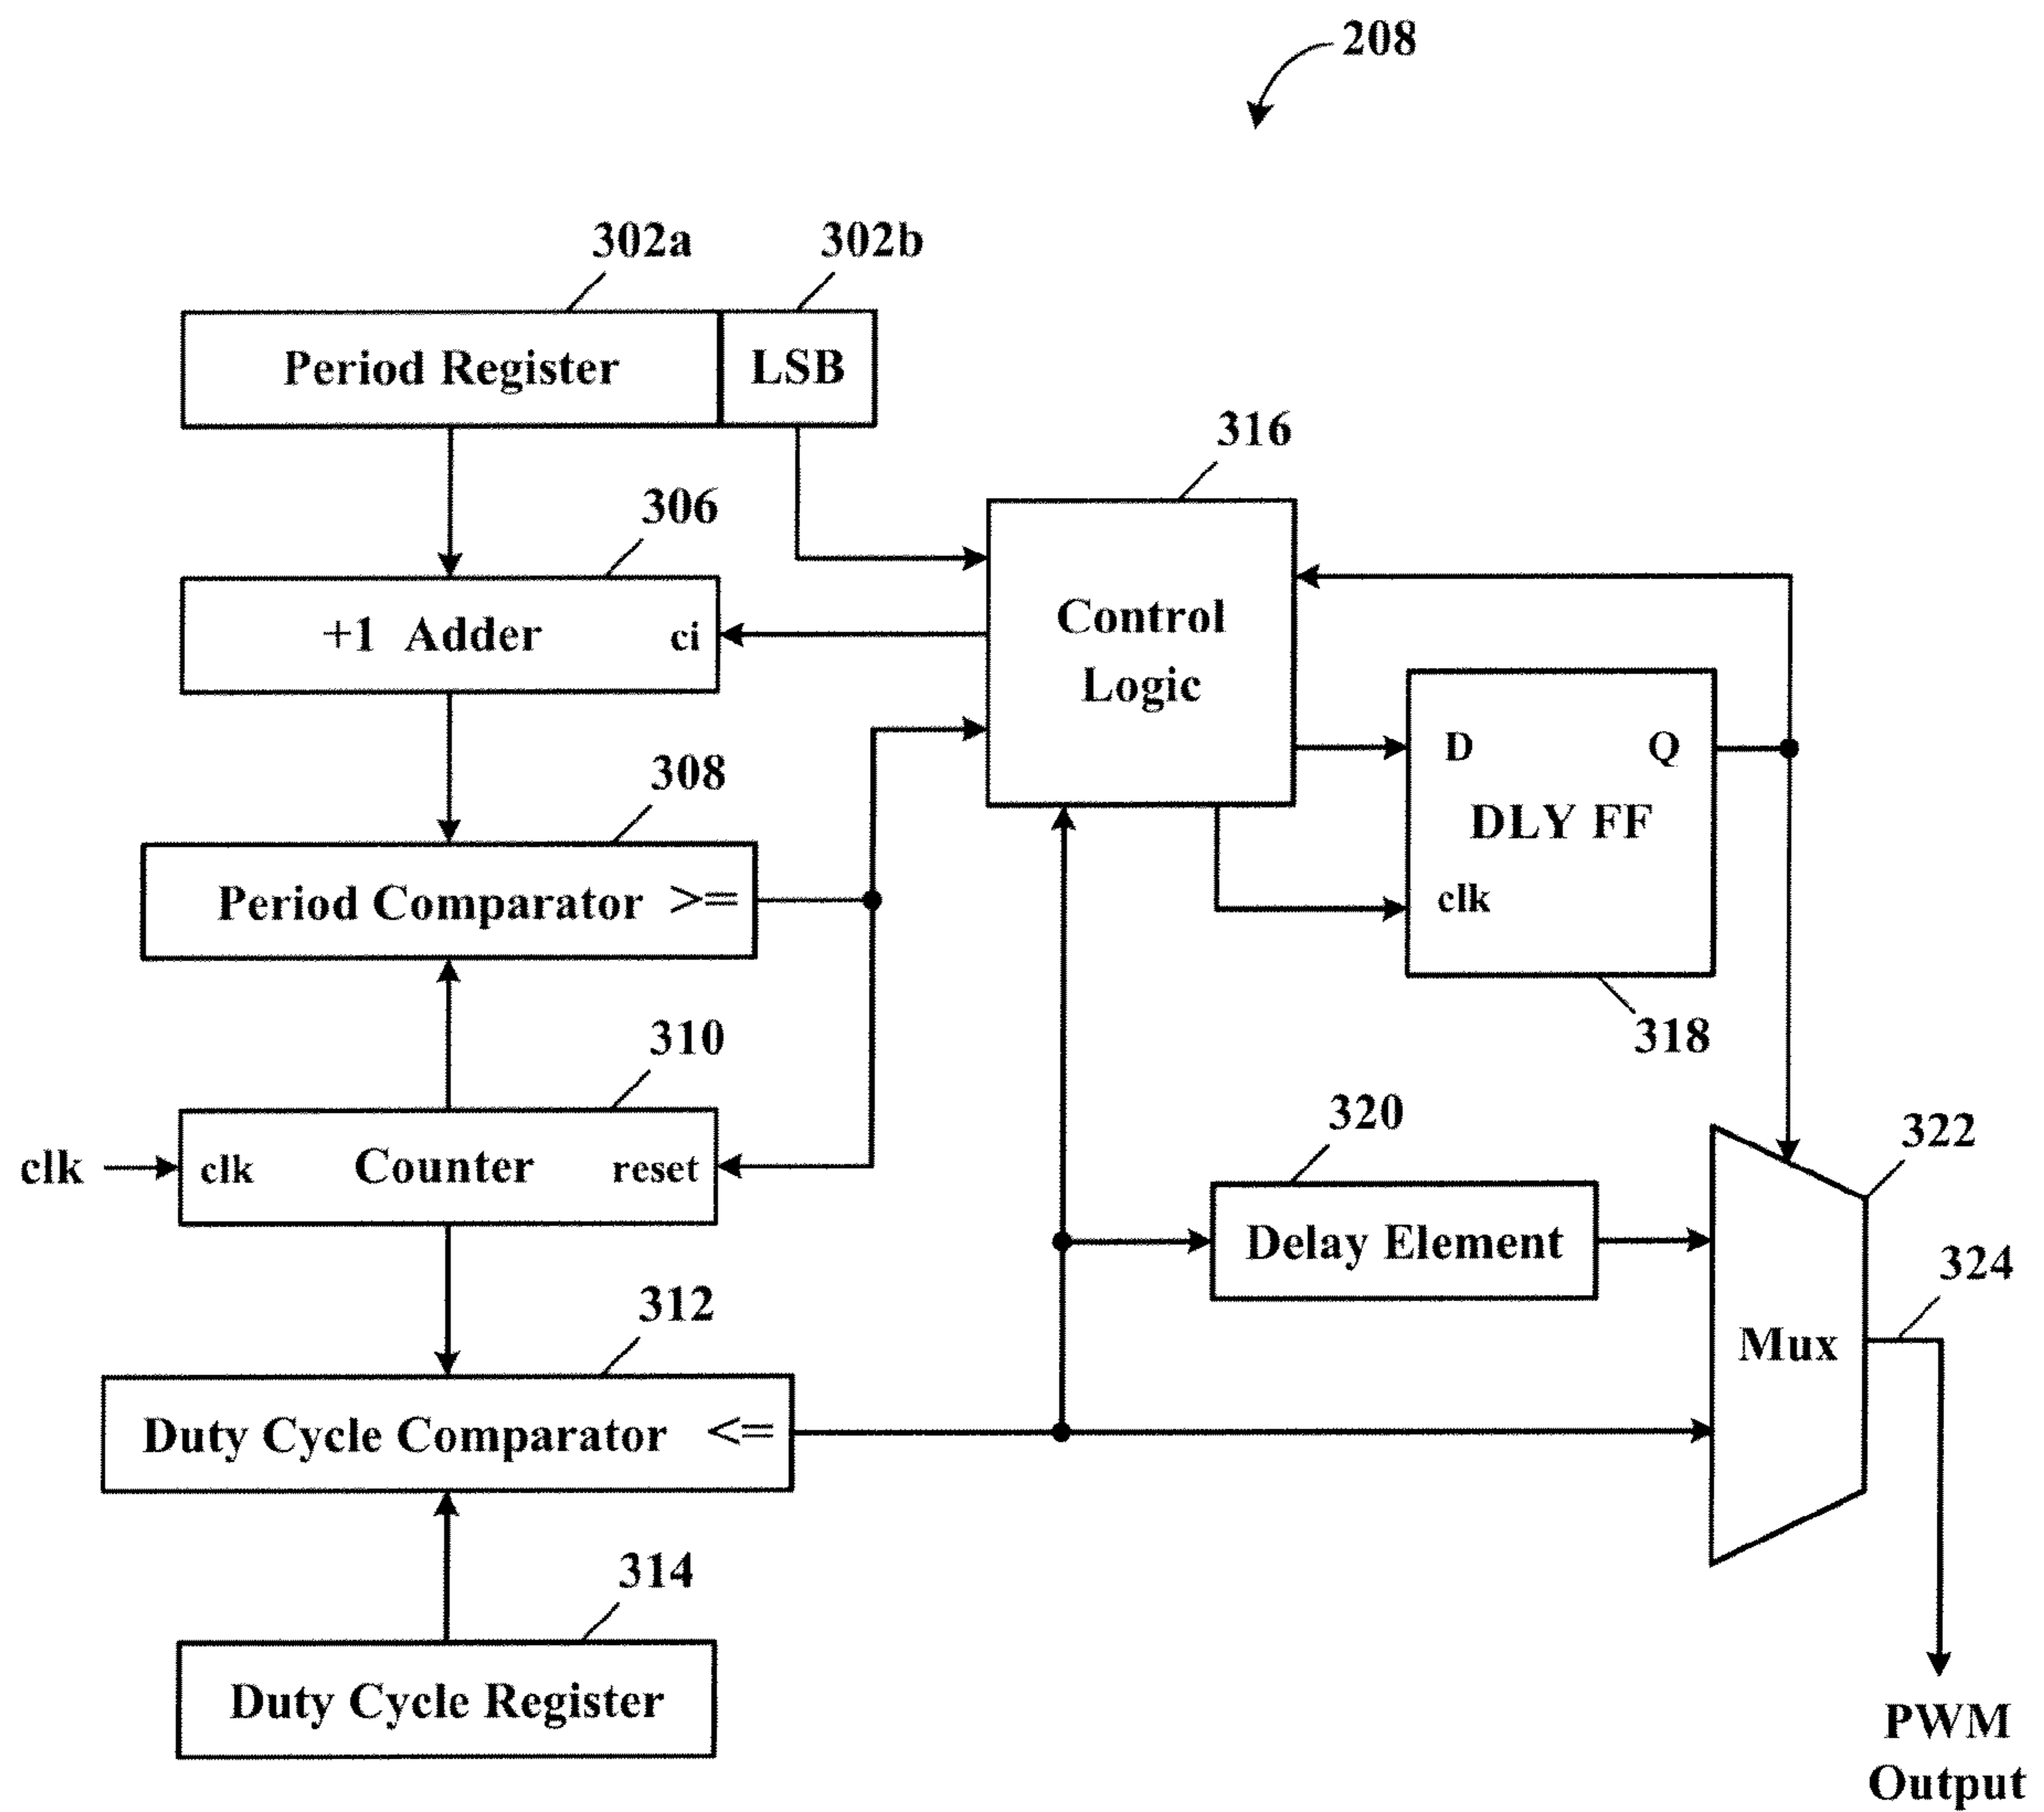 208
302a
302b
Period Register
LSB
316
306
+1 Adder
ci
Control
Logic
308
D
Q
DLY FF
Period Comparator >=
clk
310
318
320
322
clk
clk
Counter
reset
Delay Element
324
312
Mux
Duty Cycle Comparator <=
314
Duty Cycle Register
PWM
Output